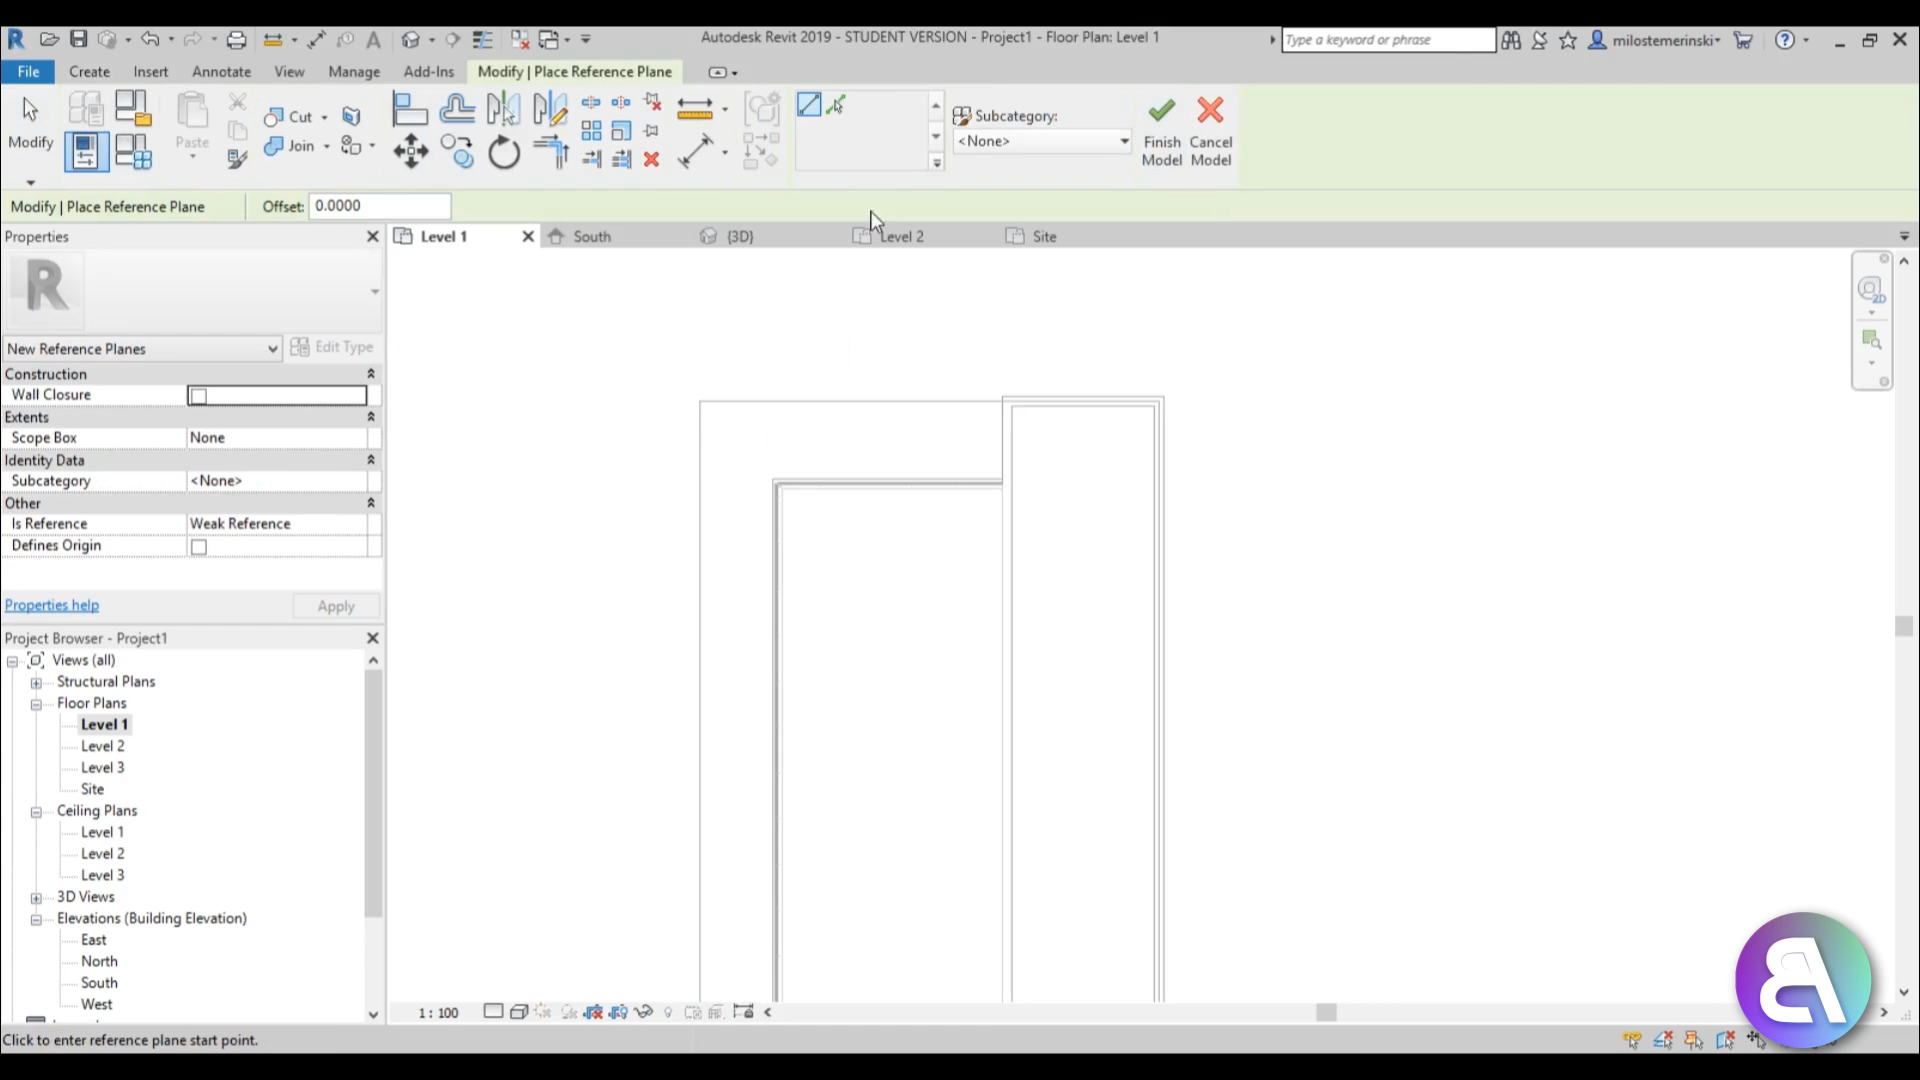 Autodesk Revit 2019 - STUDENT VERSION - Project1 - Floor Plan: Level 1
Type a keyword or phrase
milostemerinski
File
Create
Insert
Annotate
View
Manage
Add-Ins
Modify | Place Reference Plane
Modify
Paste
Cut
Join
Subcategory:
<None>
Finish Model
Cancel Model
Modify | Place Reference Plane
Offset:
0.0000
Properties
Level 1
South
{3D}
Level 2
Site
2D
New Reference Planes
Edit Type
Construction
Wall Closure
Extents
Scope Box
None
Identity Data
Subcategory
<None>
Other
Is Reference
Weak Reference
Defines Origin
Properties help
Apply
Project Browser - Project1
Views (all)
Structural Plans
Floor Plans
Level 1
Level 2
Level 3
Site
Ceiling Plans
Level 1
Level 2
Level 3
3D Views
Elevations (Building Elevation)
East
North
South
West
1 : 100
Click to enter reference plane start point.